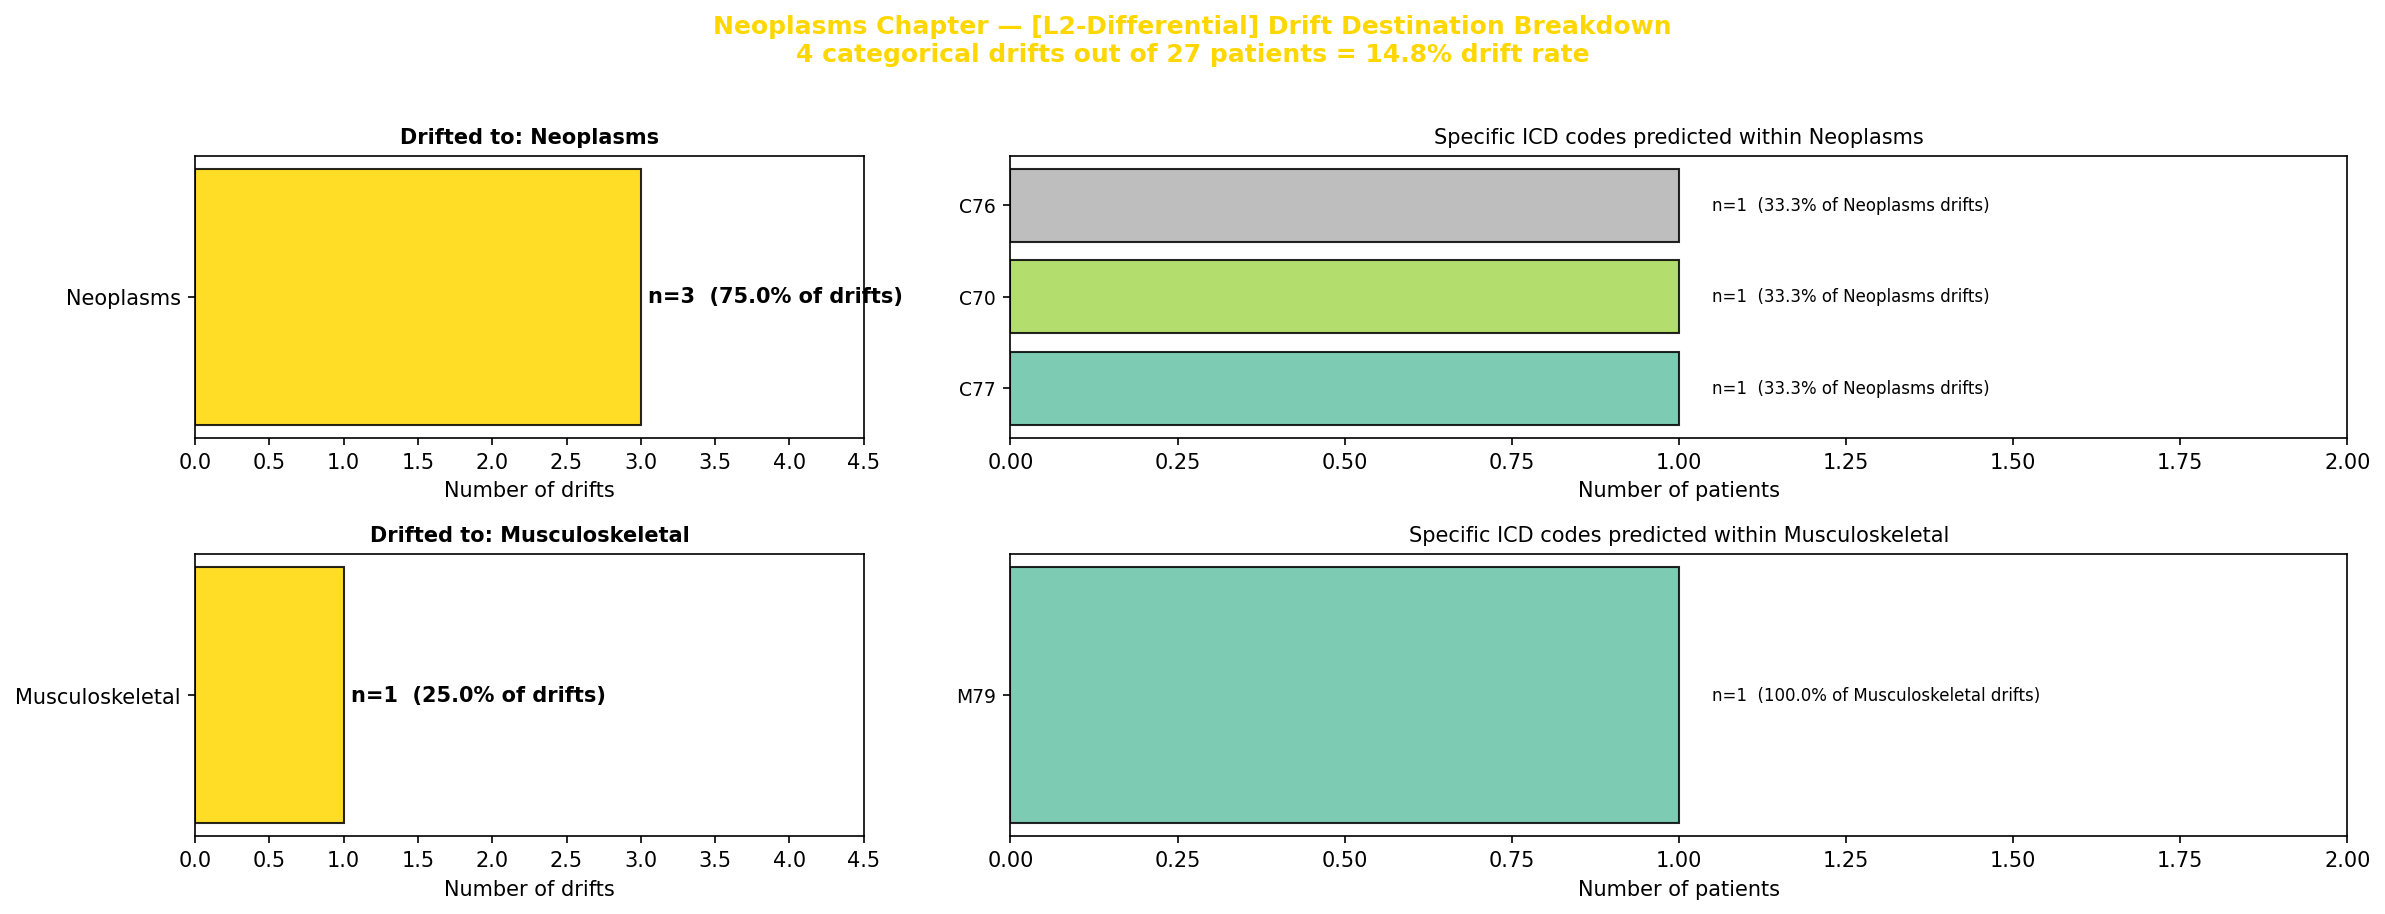 Neoplasms Chapter — [L2-Differential] Drift Destination Breakdown
4 categorical drifts out of 27 patients = 14.8% drift rate
Drifted to: Neoplasms
Neoplasms
n=3  (75.0% of drifts)
0.0 0.5 1.0 1.5 2.0 2.5 3.0 3.5 4.0 4.5
Number of drifts
Specific ICD codes predicted within Neoplasms
C76
n=1  (33.3% of Neoplasms drifts)
C70
n=1  (33.3% of Neoplasms drifts)
C77
n=1  (33.3% of Neoplasms drifts)
0.00 0.25 0.50 0.75 1.00 1.25 1.50 1.75 2.00
Number of patients
Drifted to: Musculoskeletal
Musculoskeletal
n=1  (25.0% of drifts)
0.0 0.5 1.0 1.5 2.0 2.5 3.0 3.5 4.0 4.5
Number of drifts
Specific ICD codes predicted within Musculoskeletal
M79
n=1  (100.0% of Musculoskeletal drifts)
0.00 0.25 0.50 0.75 1.00 1.25 1.50 1.75 2.00
Number of patients